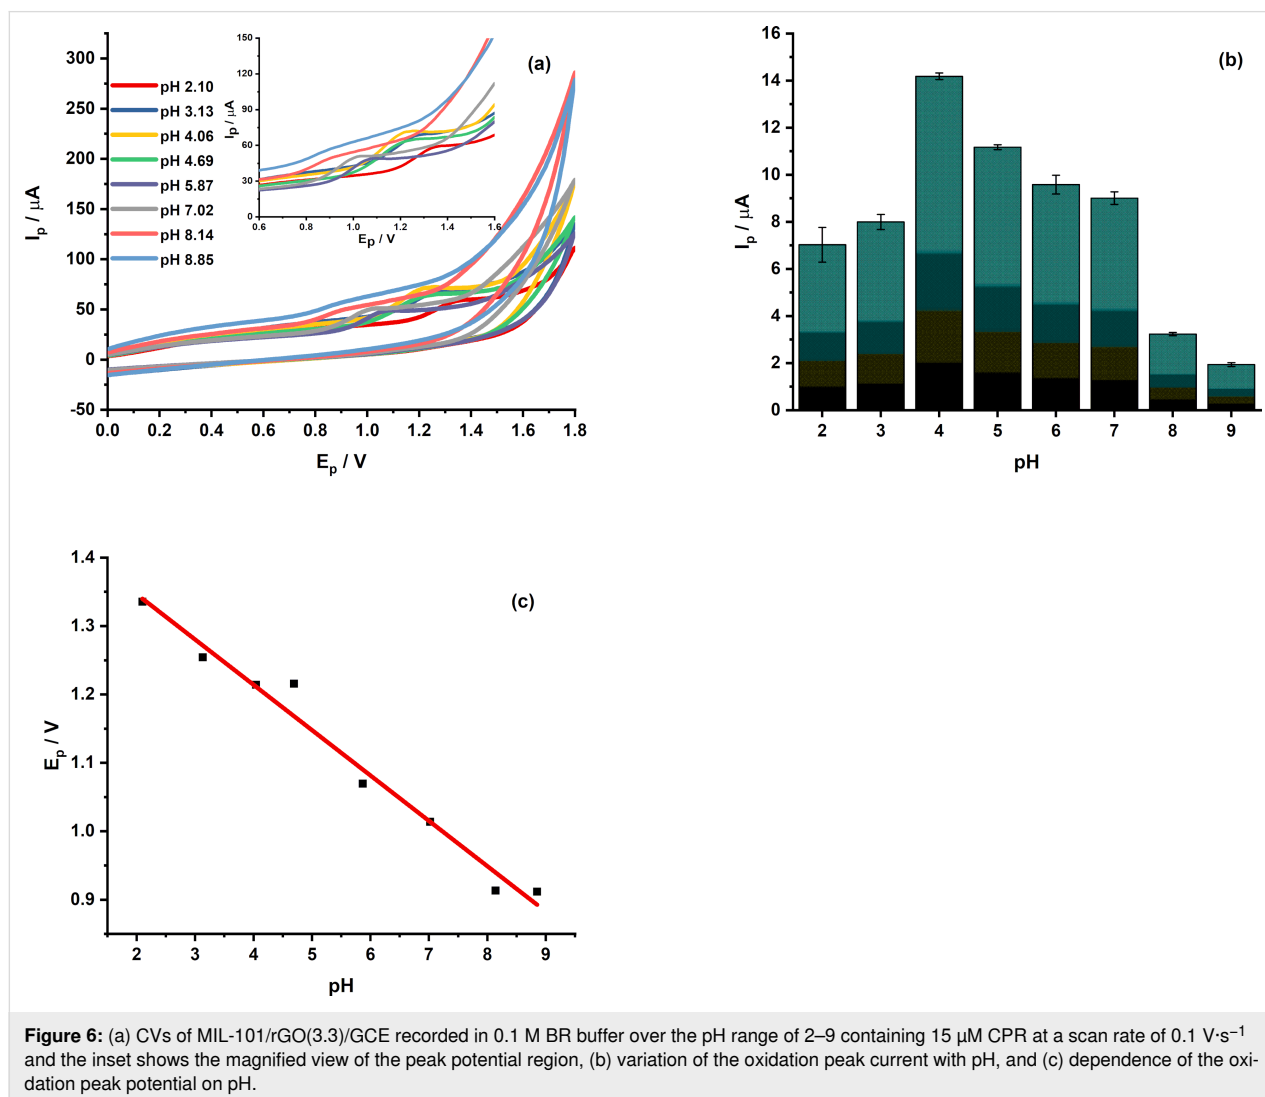 (a)
300
250
200
150
100
50
0
-50
I_p / μA
pH 2.10
pH 3.13
pH 4.06
pH 4.69
pH 5.87
pH 7.02
pH 8.14
pH 8.85
150
120
90
60
30
0
I_p / μA
0.6 0.8 1.0 1.2 1.4 1.6
E_p / V
0.0 0.2 0.4 0.6 0.8 1.0 1.2 1.4 1.6 1.8
E_p / V
(b)
16
14
12
10
8
6
4
2
0
I_p / μA
2 3 4 5 6 7 8 9
pH
(c)
1.4
1.3
1.2
1.1
1.0
0.9
E_p / V
2 3 4 5 6 7 8 9
pH
Figure 6: (a) CVs of MIL-101/rGO(3.3)/GCE recorded in 0.1 M BR buffer over the pH range of 2–9 containing 15 μM CPR at a scan rate of 0.1 V·s⁻¹
and the inset shows the magnified view of the peak potential region, (b) variation of the oxidation peak current with pH, and (c) dependence of the oxi-
dation peak potential on pH.